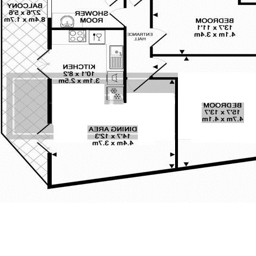 BALCONY
27'6 x 5'6
8.4m x 1.7m
SHOWER
ROOM
BEDROOM
13'7 x 11'1
4.1m x 3.4m
ENTRANCE
HALL
KITCHEN
10'1 x 8'2
3.1m x 2.5m
BEDROOM
15'7 x 13'7
4.7m x 4.1m
DINING AREA
14'7 x 12'3
4.4m x 3.7m